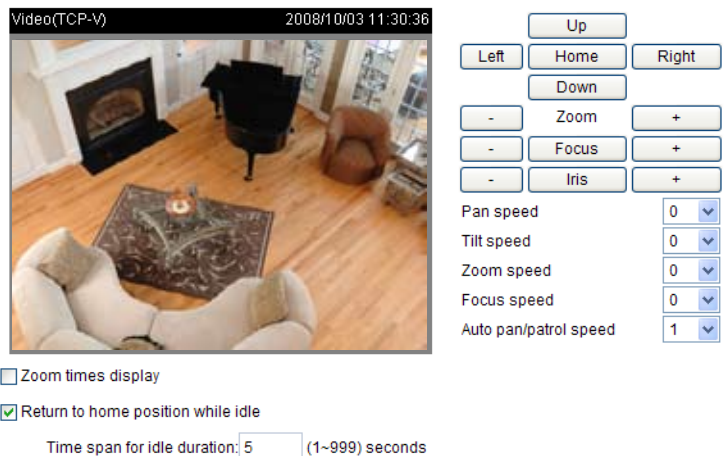 Video(TCP-V) 2008/10/03 11:30:36
Up
Left Home Right
Down
- Zoom +
- Focus +
- Iris +
Pan speed 0
Tilt speed 0
Zoom speed 0
Focus speed 0
Auto pan/patrol speed 1
Zoom times display
Return to home position while idle
Time span for idle duration: 5 (1~999) seconds